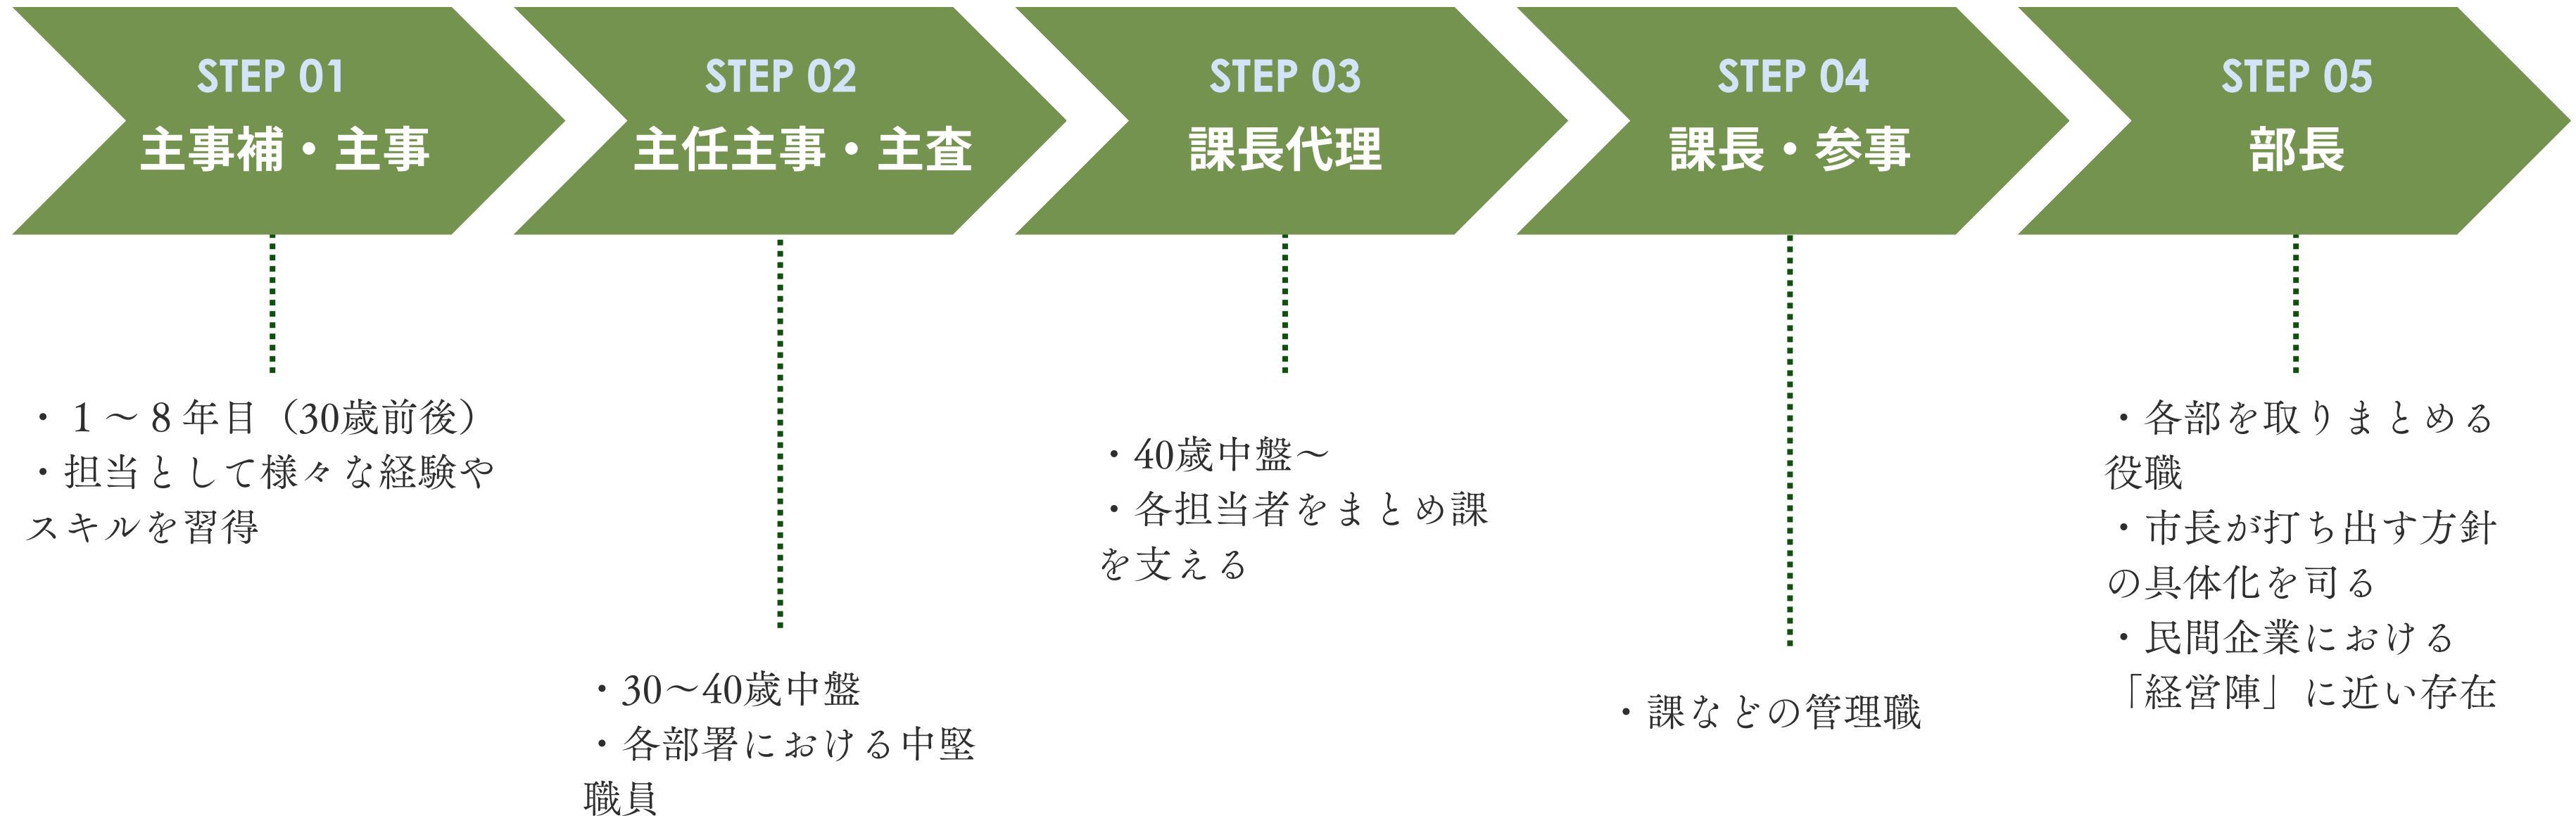 STEP 01
主事補・主事
・１～８年目（30歳前後）
・担当として様々な経験や
スキルを習得
STEP 02
主任主事・主査
・30～40歳中盤
・各部署における中堅
職員
STEP 03
課長代理
・40歳中盤～
・各担当者をまとめ課
を支える
STEP 04
課長・参事
・課などの管理職
STEP 05
部長
・各部を取りまとめる
役職
・市長が打ち出す方針
の具体化を司る
・民間企業における
「経営陣」に近い存在